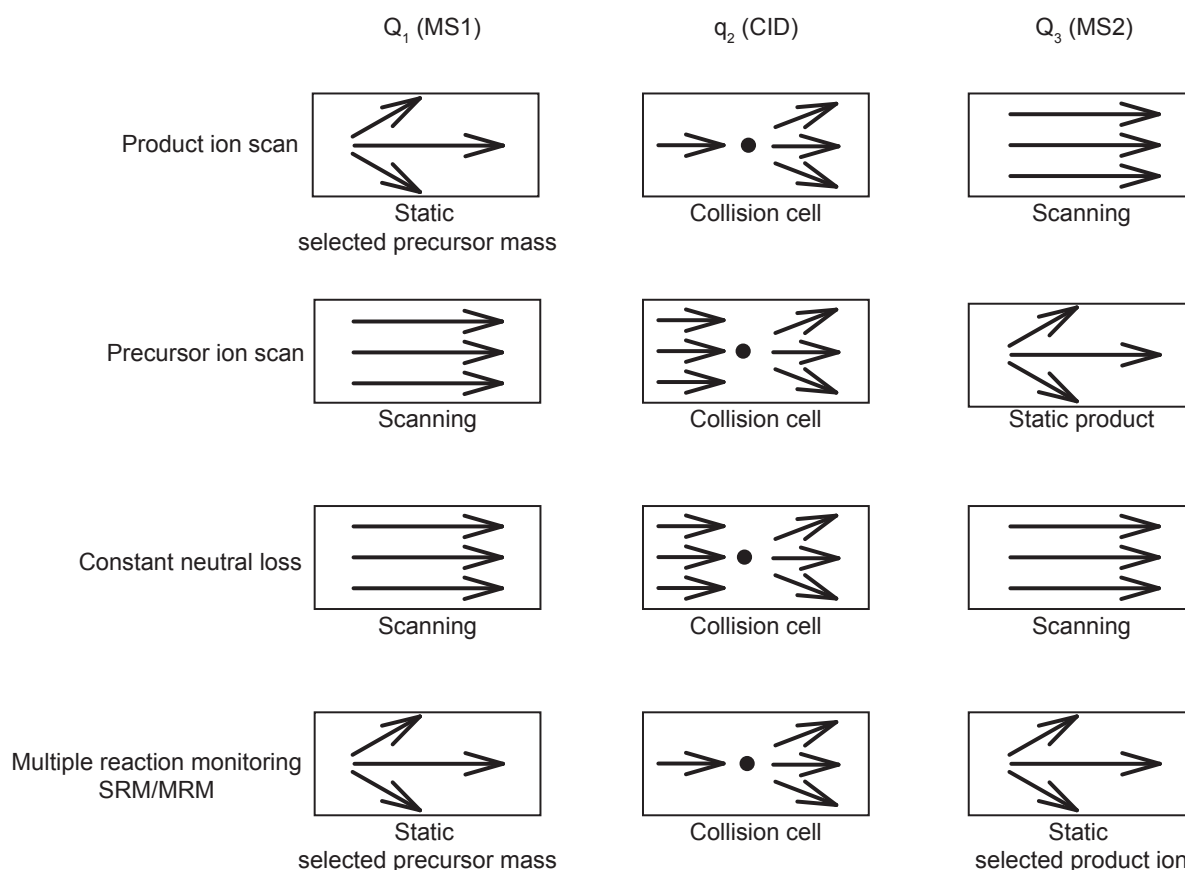 Q1 (MS1)
q2 (CID)
Q3 (MS2)
Product ion scan
Static
selected precursor mass
Collision cell
Scanning
Precursor ion scan
Scanning
Collision cell
Static product
Constant neutral loss
Scanning
Collision cell
Scanning
Multiple reaction monitoring
SRM/MRM
Static
selected precursor mass
Collision cell
Static
selected product ion